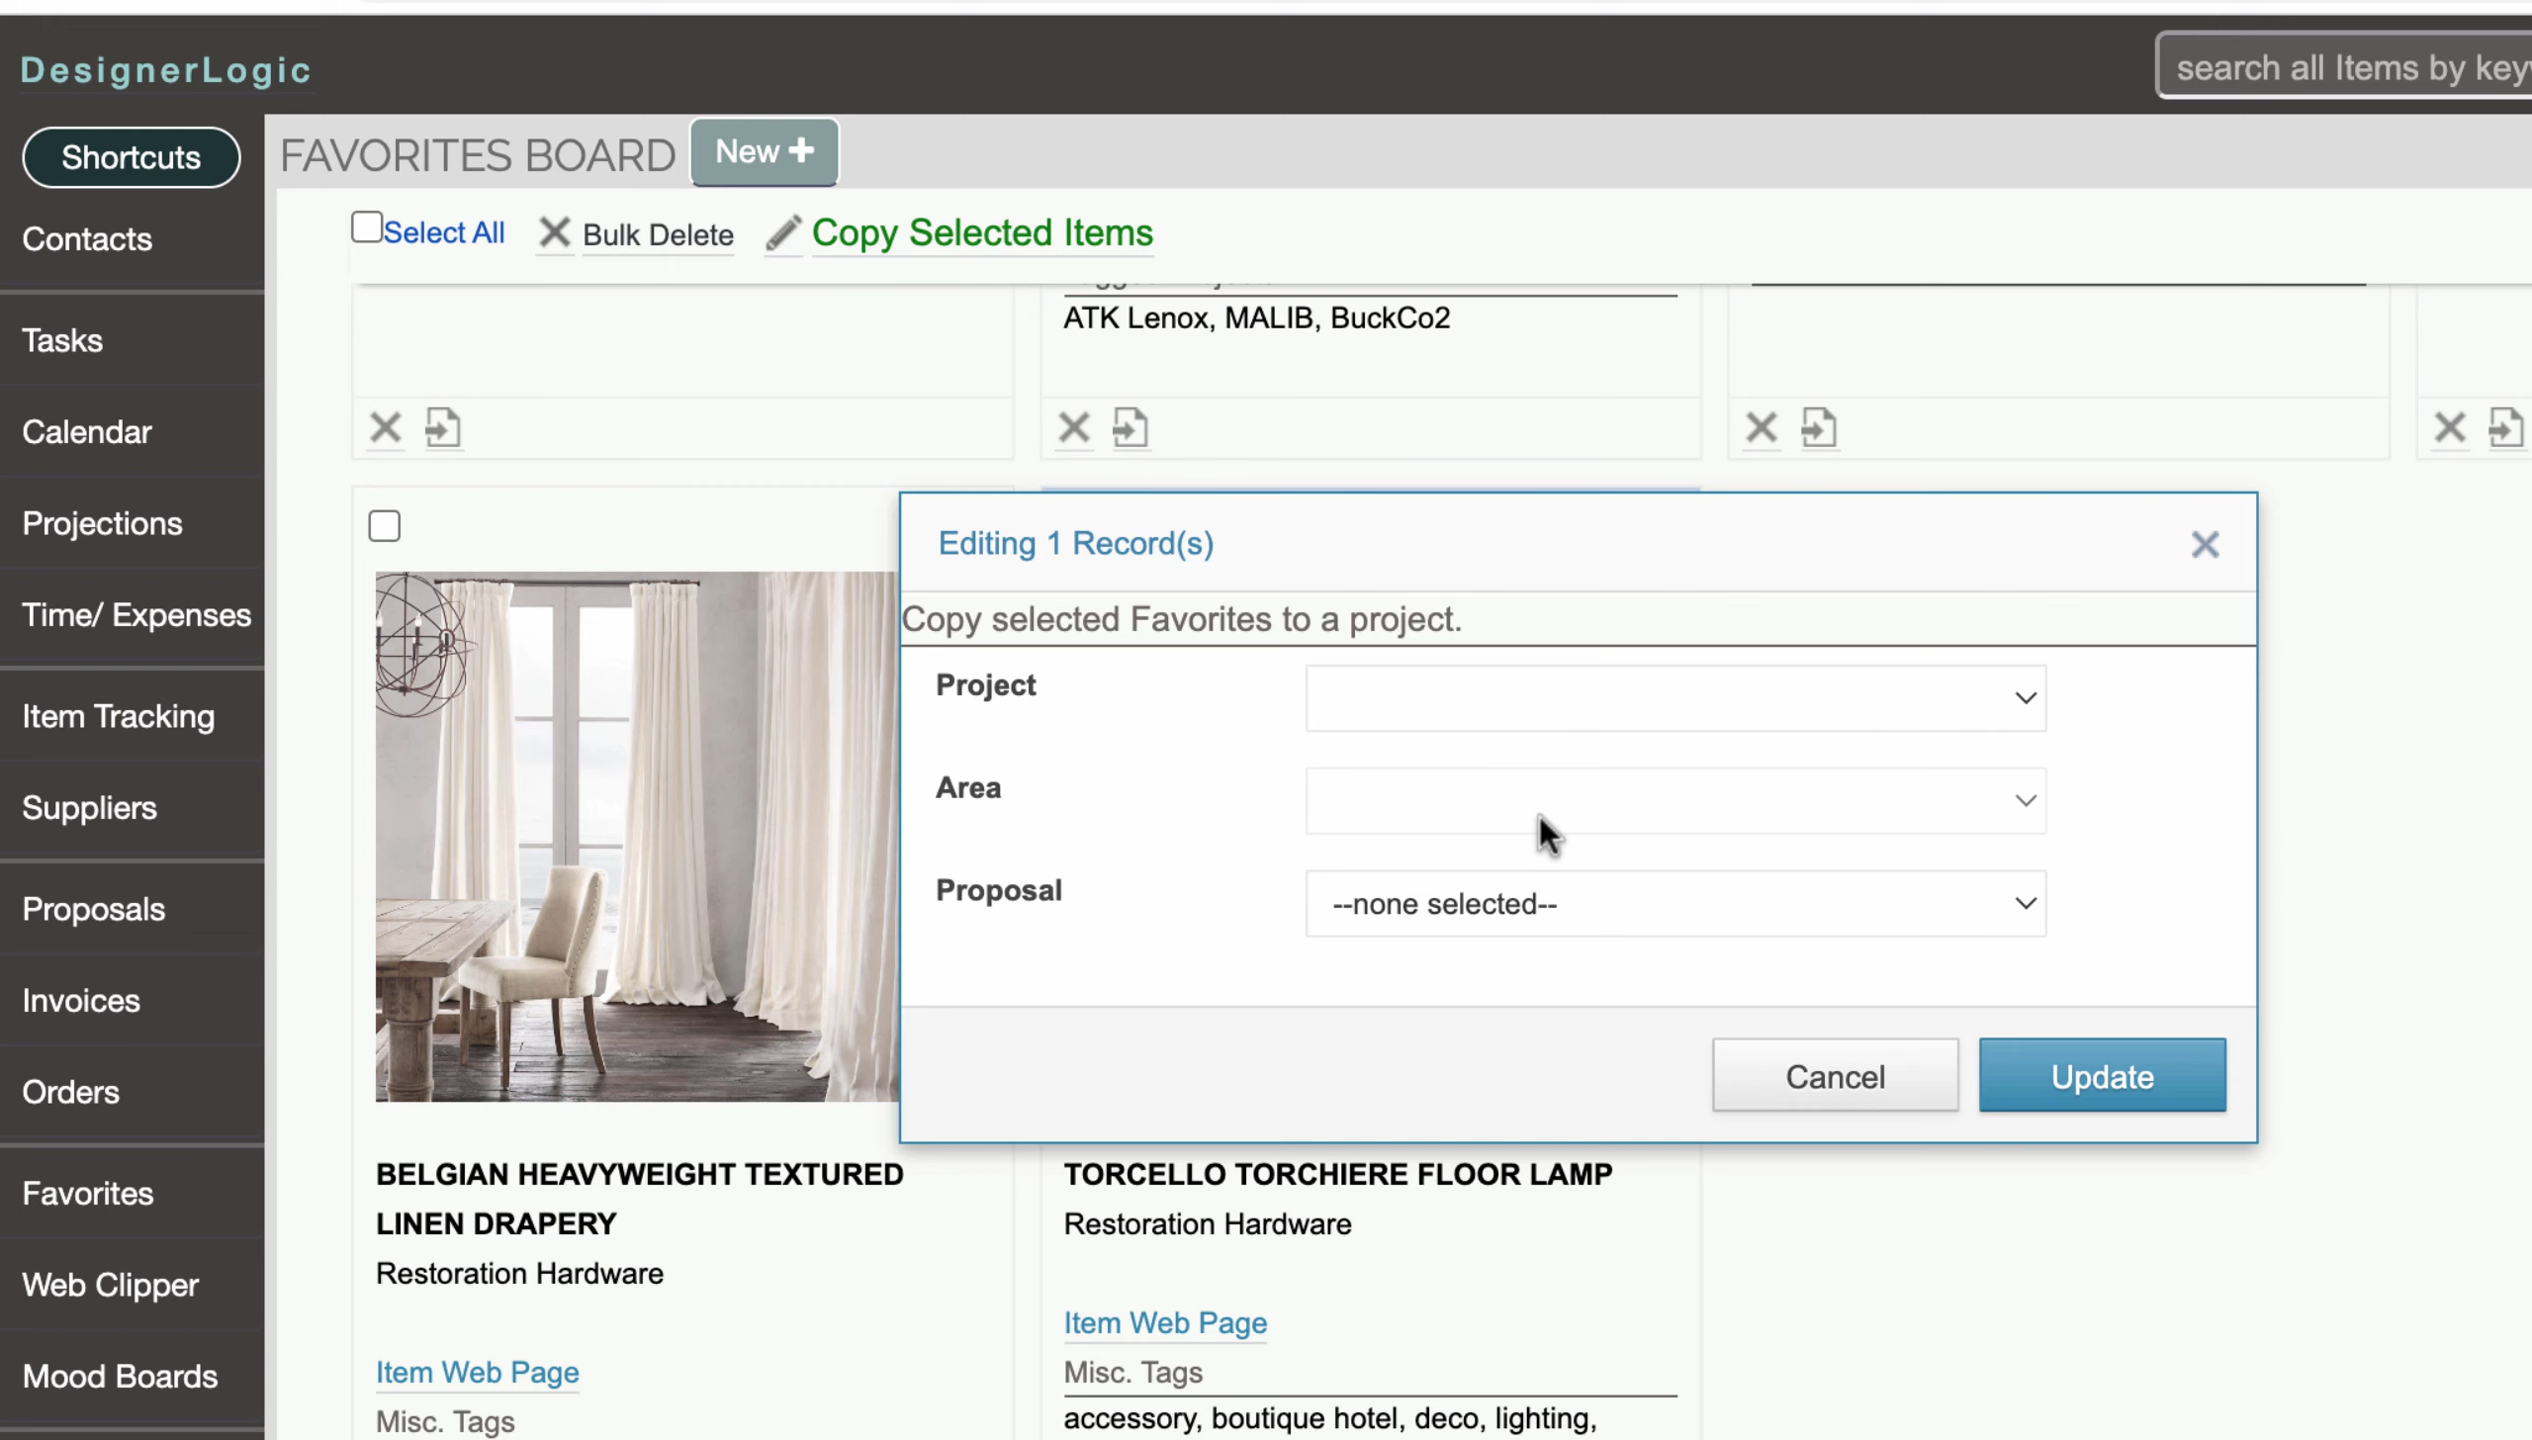 DesignerLogic
search all Items by key
Shortcuts
FAVORITES BOARD
New +
Contacts
Select All
Bulk Delete
Copy Selected Items
Tasks
ATK Lenox, MALIB, BuckCo2
Calendar
Projections
Editing 1 Record(s)
Time/ Expenses
Copy selected Favorites to a project.
Item Tracking
Project
Suppliers
Area
Proposals
Proposal
--none selected--
Invoices
Orders
Cancel
Update
Favorites
BELGIAN HEAVYWEIGHT TEXTURED
LINEN DRAPERY
Restoration Hardware
TORCELLO TORCHIERE FLOOR LAMP
Restoration Hardware
Web Clipper
Item Web Page
Misc. Tags
Item Web Page
Misc. Tags
accessory, boutique hotel, deco, lighting,
Mood Boards